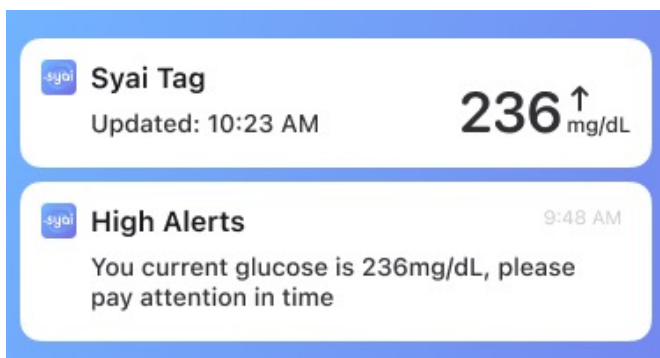 syai
Syai Tag
Updated: 10:23 AM
236↑
mg/dL
syai
High Alerts
9:48 AM
You current glucose is 236mg/dL, please
pay attention in time